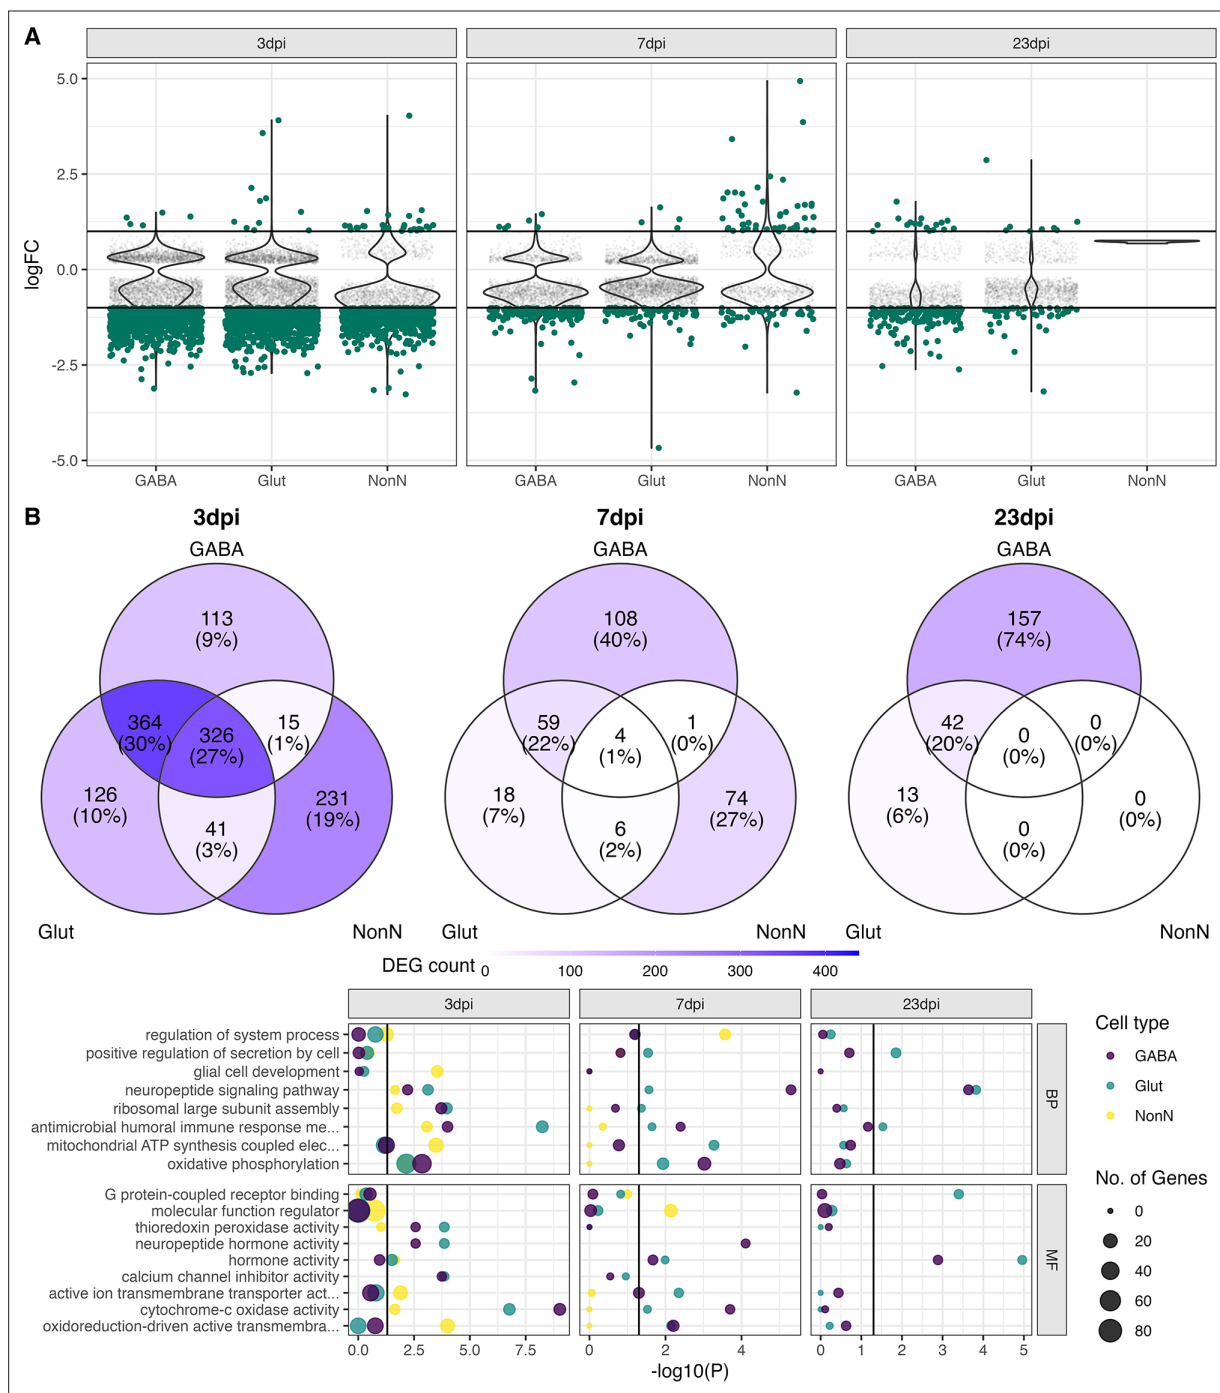 A
3dpi 7dpi 23dpi
logFC
5.0
2.5
0.0
-2.5
-5.0
GABA Glut NonN GABA Glut NonN GABA Glut NonN
B
3dpi 7dpi 23dpi
GABA GABA GABA
113 108 157
(9%) (40%) (74%)
364 326 15 59 4 1 42 0 0
(30%) (27%) (1%) (22%) (1%) (0%) (20%) (0%) (0%)
126 231 18 74 13 0
(10%) (19%) (7%) (27%) (6%) (0%)
41 6 0
(3%) (2%) (0%)
Glut NonN Glut NonN Glut NonN
DEG count 0 100 200 300 400
3dpi 7dpi 23dpi
regulation of system process
positive regulation of secretion by cell
glial cell development
neuropeptide signaling pathway
ribosomal large subunit assembly
antimicrobial humoral immune response me...
mitochondrial ATP synthesis coupled elec...
oxidative phosphorylation
BP
G protein-coupled receptor binding
molecular function regulator
thioredoxin peroxidase activity
neuropeptide hormone activity
hormone activity
calcium channel inhibitor activity
active ion transmembrane transporter act...
cytochrome-c oxidase activity
oxidoreduction-driven active transmembra...
MF
0.0 2.5 5.0 7.5 0 2 4 0 1 2 3 4 5
-log10(P)
Cell type
GABA
Glut
NonN
No. of Genes
0
20
40
60
80